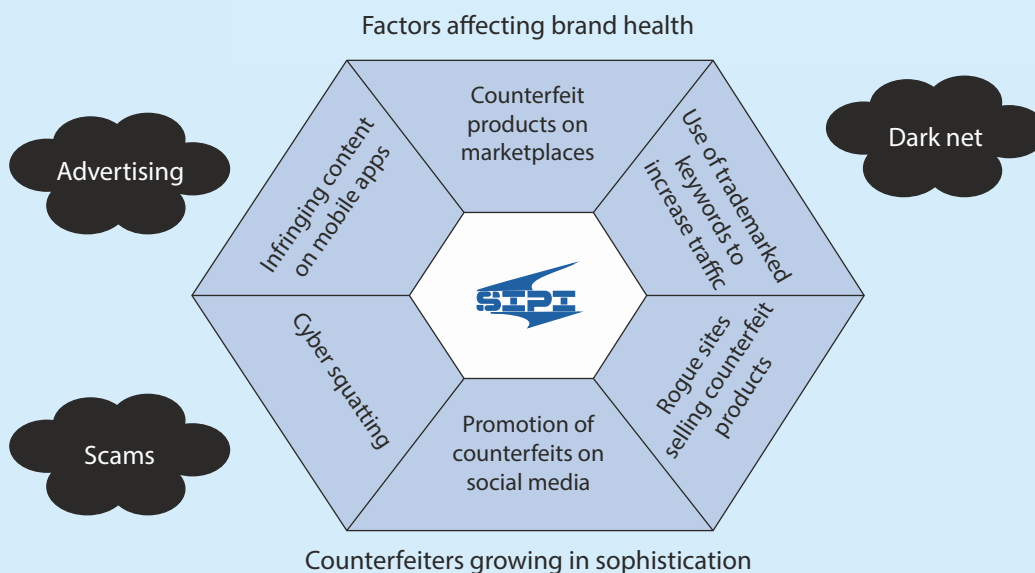 Factors affecting brand health
Counterfeit
products on
marketplaces
Use of trademarked
keywords to
increase traffic
Dark net
Advertising
Infringing content
on mobile apps
SIPI
Cyber squatting
Rogue sites
selling counterfeit
products
Promotion of
counterfeits on
social media
Scams
Counterfeiters growing in sophistication